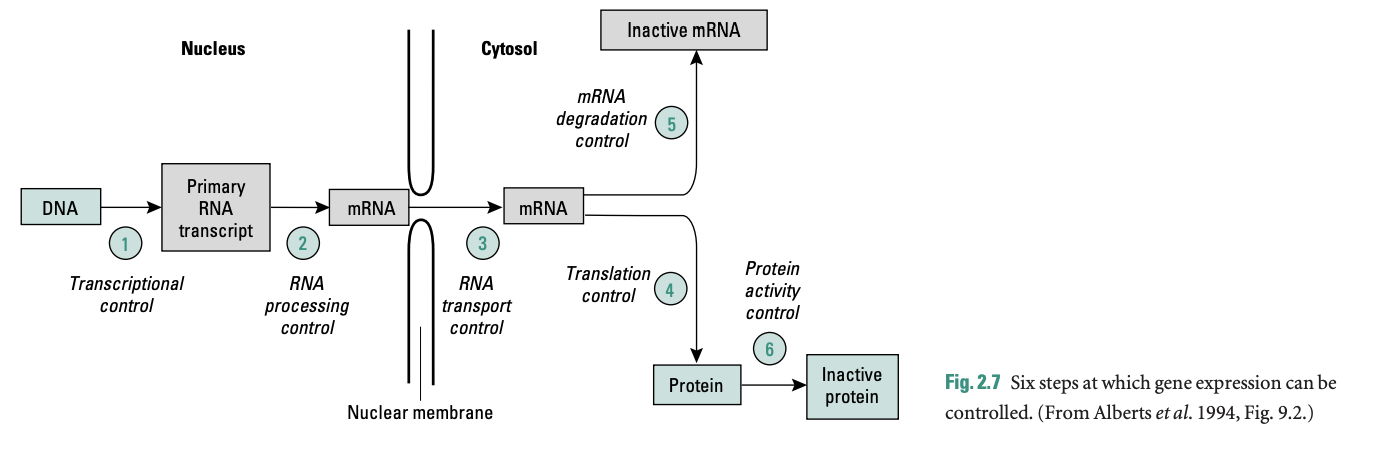 Nucleus
Cytosol
Inactive mRNA
mRNA
degradation
control
5
DNA
Primary
RNA
transcript
mRNA
mRNA
1
2
3
Transcriptional
control
RNA
processing
control
RNA
transport
control
Translation
control
4
Protein
activity
control
6
Protein
Inactive
protein
Nuclear membrane
Fig. 2.7 Six steps at which gene expression can be
controlled. (From Alberts et al. 1994, Fig. 9.2.)